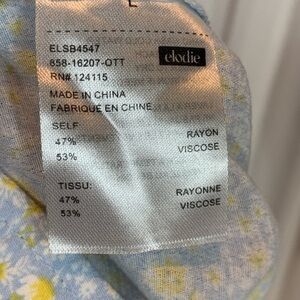 L
ELSB4547
858-16207-OTT
elodie
RN# 124115
MADE IN CHINA
FABRIQUE EN CHINE
SELF
47% RAYON
53% VISCOSE
TISSU:
47% RAYONNE
53% VISCOSE